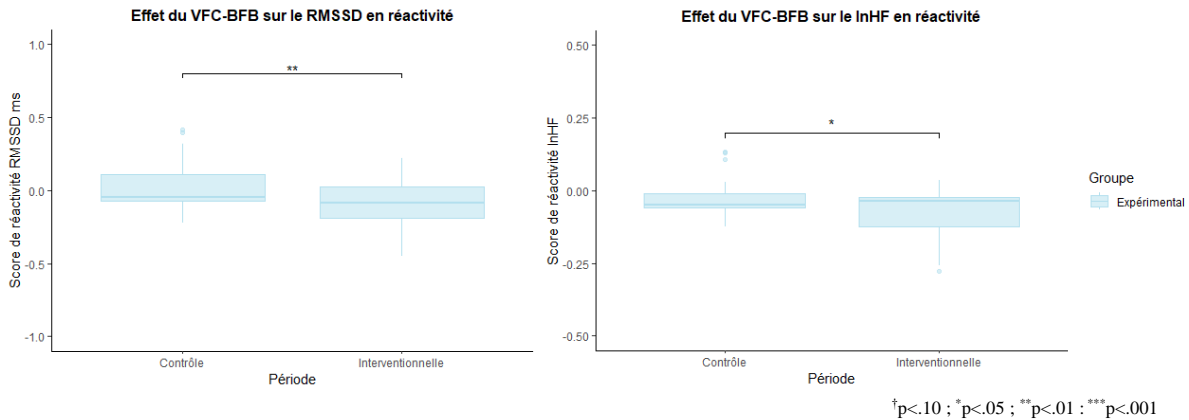 Effet du VFC-BFB sur le RMSSD en réactivité
Score de réactivité RMSSD ms
1.0
0.5
0.0
-0.5
-1.0
**
Contrôle
Interventionnelle
Période
Effet du VFC-BFB sur le lnHF en réactivité
Score de réactivité lnHF
0.50
0.25
0.00
-0.25
-0.50
*
Contrôle
Interventionnelle
Période
Groupe
Expérimental
†p<.10 ; *p<.05 ; **p<.01 : ***p<.001